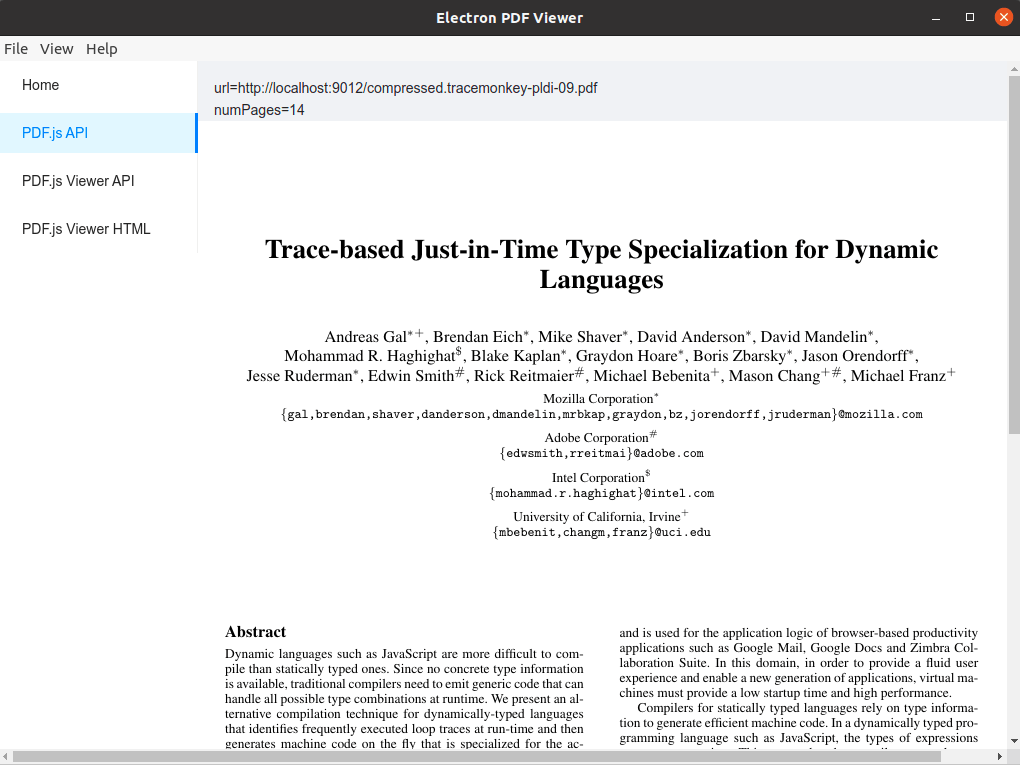 Electron PDF Viewer
File View Help
Home
PDF.js API
PDF.js Viewer API
PDF.js Viewer HTML
url=http://localhost:9012/compressed.tracemonkey-pldi-09.pdf
numPages=14
Trace-based Just-in-Time Type Specialization for Dynamic
Languages
Andreas Gal*+, Brendan Eich*, Mike Shaver*, David Anderson*, David Mandelin*,
Mohammad R. Haghighat$, Blake Kaplan*, Graydon Hoare*, Boris Zbarsky*, Jason Orendorff*,
Jesse Ruderman*, Edwin Smith#, Rick Reitmaier#, Michael Bebenita+, Mason Chang+#, Michael Franz+
Mozilla Corporation*
{gal,brendan,shaver,danderson,dmandelin,mrbkap,graydon,bz,jorendorff,jruderman}@mozilla.com
Adobe Corporation#
{edwsmith,rreitmai}@adobe.com
Intel Corporation$
{mohammad.r.haghighat}@intel.com
University of California, Irvine+
{mbebenit,changm,franz}@uci.edu
Abstract
Dynamic languages such as JavaScript are more difficult to com-
pile than statically typed ones. Since no concrete type information
is available, traditional compilers need to emit generic code that can
handle all possible type combinations at runtime. We present an al-
ternative compilation technique for dynamically-typed languages
that identifies frequently executed loop traces at run-time and then
generates machine code on the fly that is specialized for the ac-
and is used for the application logic of browser-based productivity
applications such as Google Mail, Google Docs and Zimbra Col-
laboration Suite. In this domain, in order to provide a fluid user
experience and enable a new generation of applications, virtual ma-
chines must provide a low startup time and high performance.
Compilers for statically typed languages rely on type informa-
tion to generate efficient machine code. In a dynamically typed pro-
gramming language such as JavaScript, the types of expressions